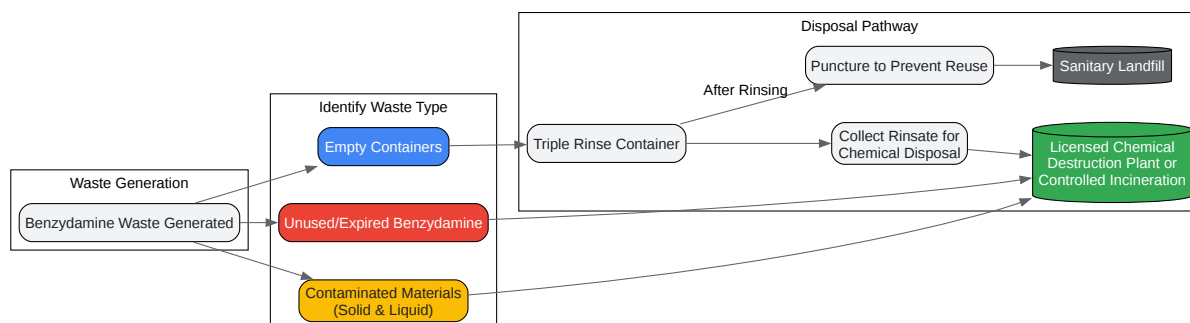 Waste Generation
Benzydamine Waste Generated
Identify Waste Type
Empty Containers
Unused/Expired Benzydamine
Contaminated Materials
(Solid & Liquid)
Disposal Pathway
Triple Rinse Container
After Rinsing
Puncture to Prevent Reuse
Sanitary Landfill
Collect Rinsate for
Chemical Disposal
Licensed Chemical
Destruction Plant or
Controlled Incineration